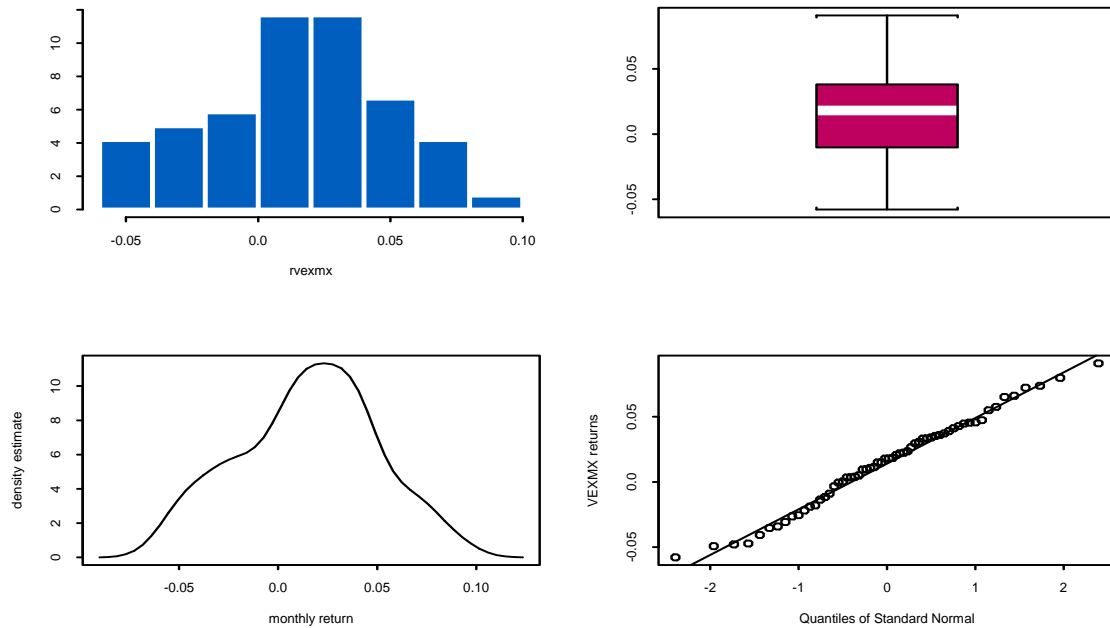 12
10
8
6
4
2
0
-0.05 0.0 0.05 0.10
rvexmx
0.05
0.0
-0.05
density estimate
10
8
6
4
2
0
-0.05 0.0 0.05 0.10
monthly return
VEXMX returns
0.05
0.0
-0.05
-2 -1 0 1 2
Quantiles of Standard Normal